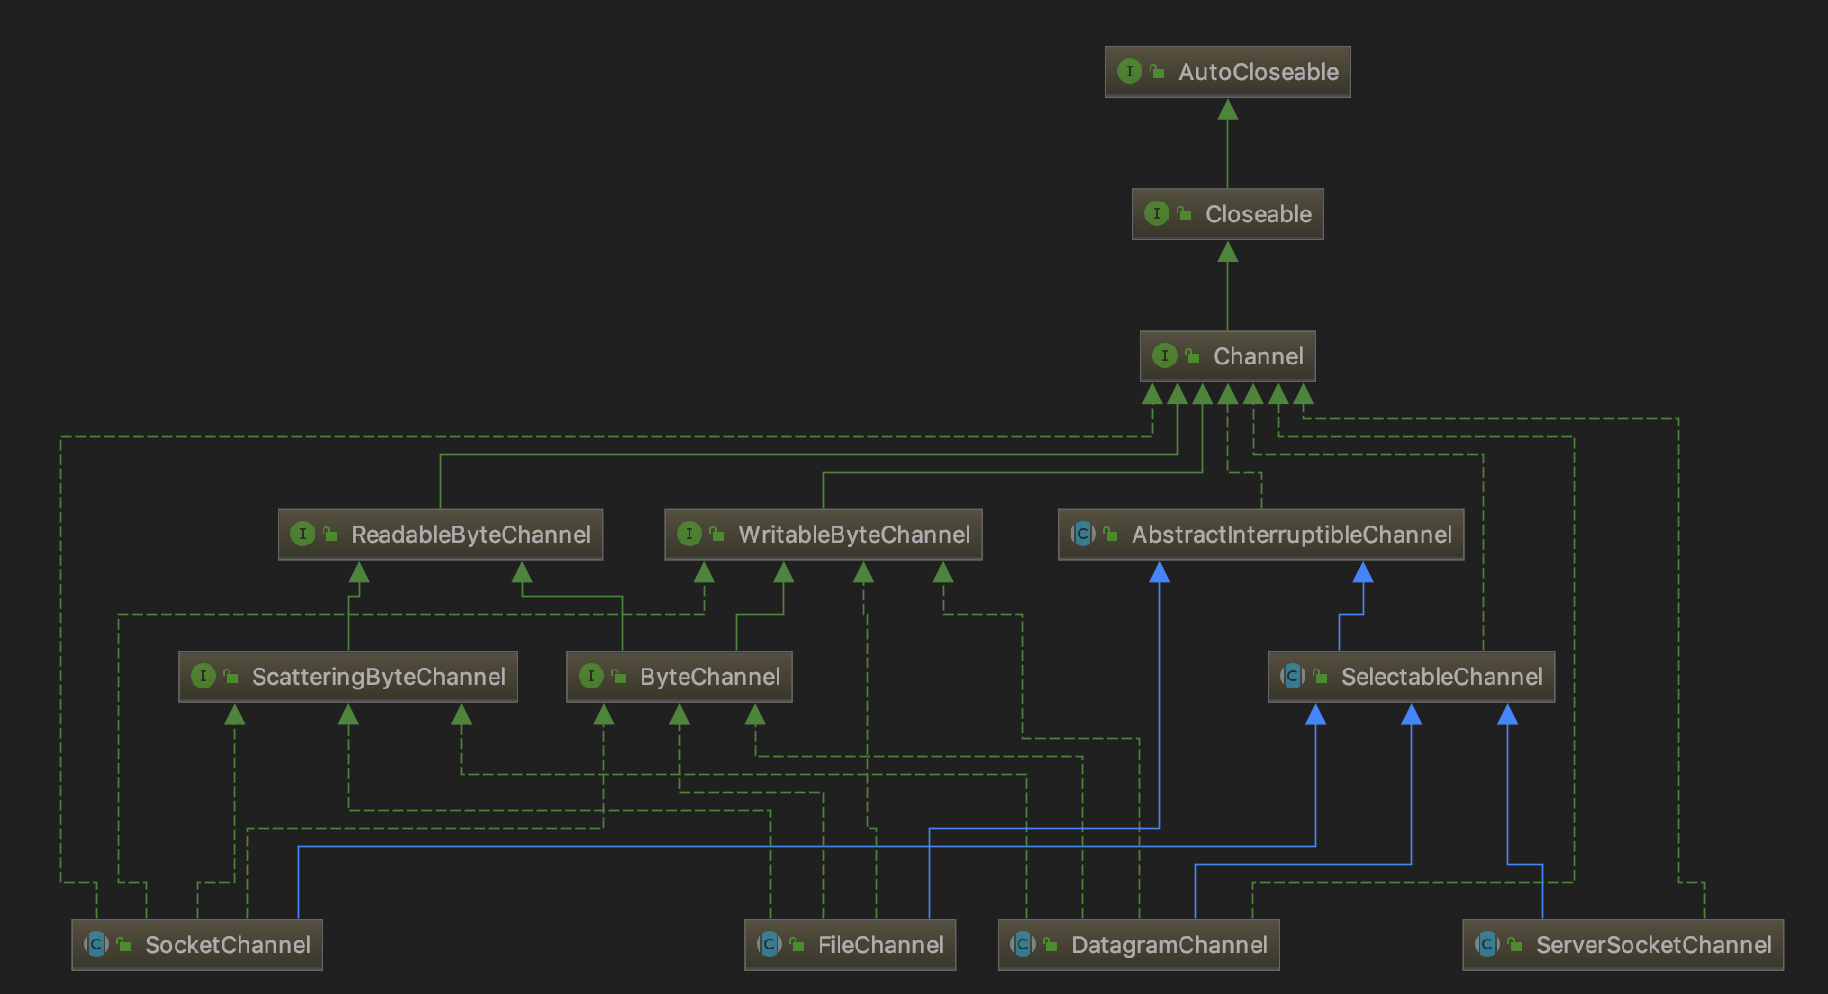 I AutoCloseable
I Closeable
I Channel
I ReadableByteChannel
I WritableByteChannel
C AbstractInterruptibleChannel
I ScatteringByteChannel
I ByteChannel
C SelectableChannel
C SocketChannel
C FileChannel
C DatagramChannel
C ServerSocketChannel